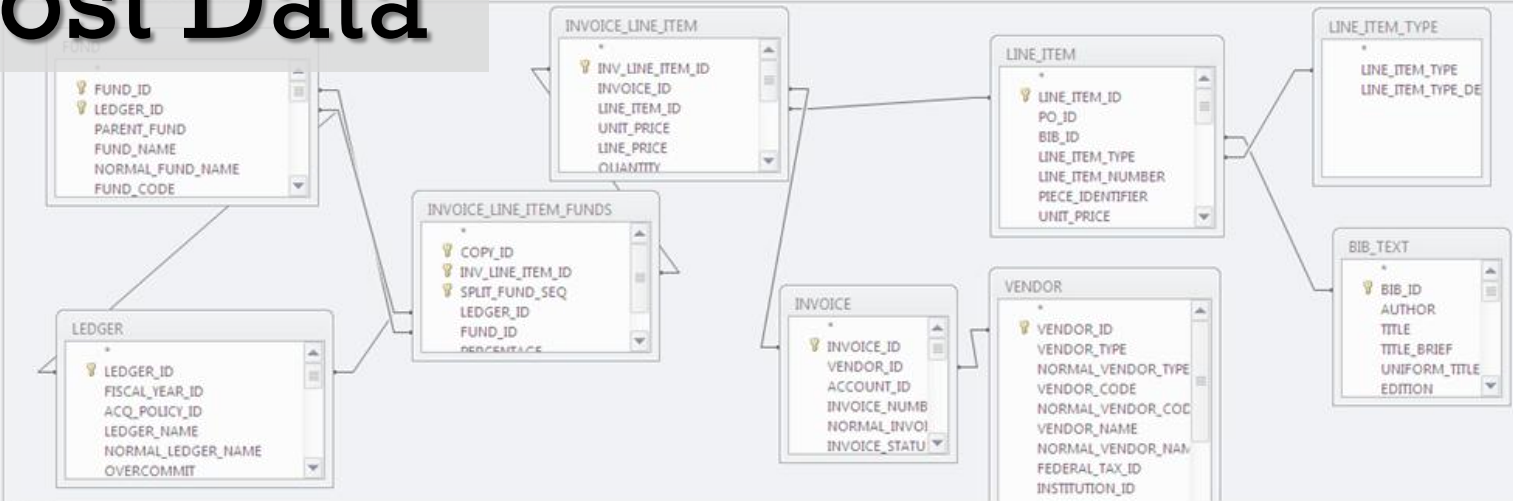 ost Data
FUND
*
FUND_ID
LEDGER_ID
PARENT_FUND
FUND_NAME
NORMAL_FUND_NAME
FUND_CODE
INVOICE_LINE_ITEM
*
INV_LINE_ITEM_ID
INVOICE_ID
LINE_ITEM_ID
UNIT_PRICE
LINE_PRICE
QUANTITY
LINE_ITEM
*
LINE_ITEM_ID
PO_ID
BIB_ID
LINE_ITEM_TYPE
LINE_ITEM_NUMBER
PIECE_IDENTIFIER
UNIT_PRICE
LINE_ITEM_TYPE
*
LINE_ITEM_TYPE
LINE_ITEM_TYPE_DE
INVOICE_LINE_ITEM_FUNDS
*
COPY_ID
INV_LINE_ITEM_ID
SPLIT_FUND_SEQ
LEDGER_ID
FUND_ID
PERCENTAGE
BIB_TEXT
*
BIB_ID
AUTHOR
TITLE
TITLE_BRIEF
UNIFORM_TITLE
EDITION
LEDGER
*
LEDGER_ID
FISCAL_YEAR_ID
ACQ_POLICY_ID
LEDGER_NAME
NORMAL_LEDGER_NAME
OVERCOMMIT
INVOICE
*
INVOICE_ID
VENDOR_ID
ACCOUNT_ID
INVOICE_NUMB
NORMAL_INVOI
INVOICE_STATU
VENDOR
*
VENDOR_ID
VENDOR_TYPE
NORMAL_VENDOR_TYPE
VENDOR_CODE
NORMAL_VENDOR_COD
VENDOR_NAME
NORMAL_VENDOR_NAM
FEDERAL_TAX_ID
INSTITUTION_ID